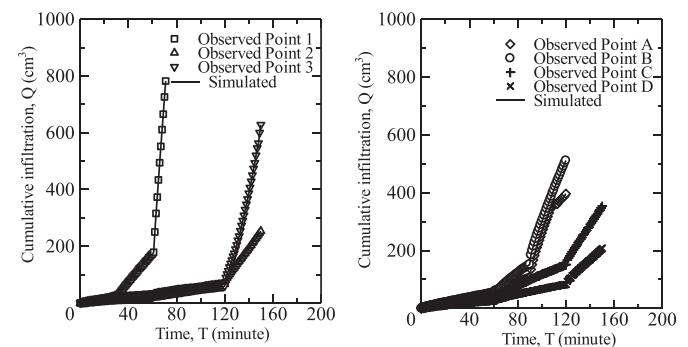 1000
800
600
400
200
0
40 80 120 160 200
Time, T (minute)
Cumulative infiltration, Q (cm³)
Observed Point 1
Observed Point 2
Observed Point 3
Simulated
1000
800
600
400
200
0
40 80 120 160 200
Time, T (minute)
Cumulative infiltration, Q (cm³)
Observed Point A
Observed Point B
Observed Point C
Observed Point D
Simulated